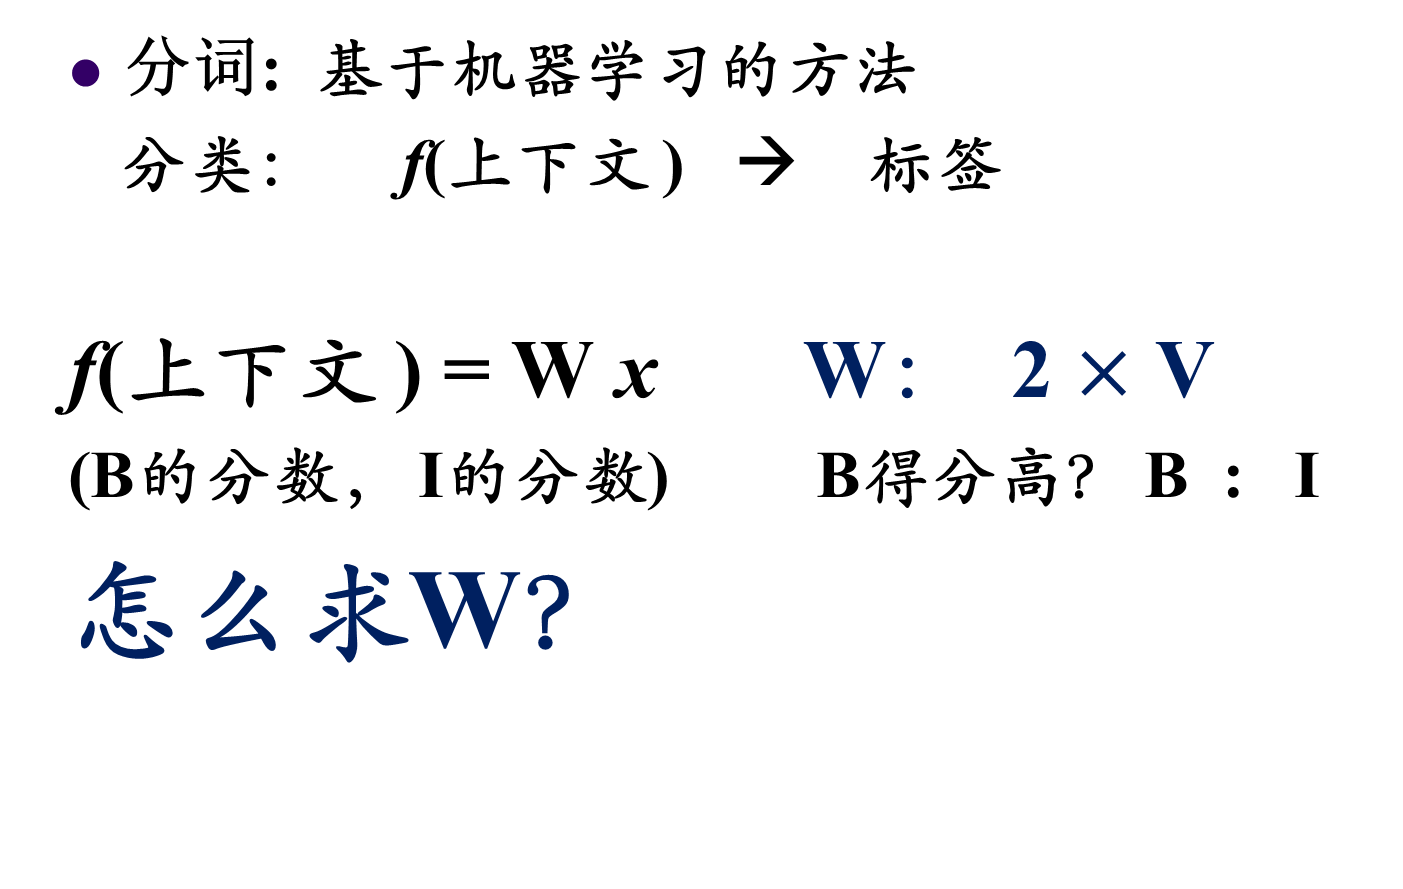 ● 分词: 基于机器学习的方法
分类: f(上下文) → 标签
f(上下文) = W x W: 2 × V
(B的分数, I的分数) B得分高? B : I
怎么求W?